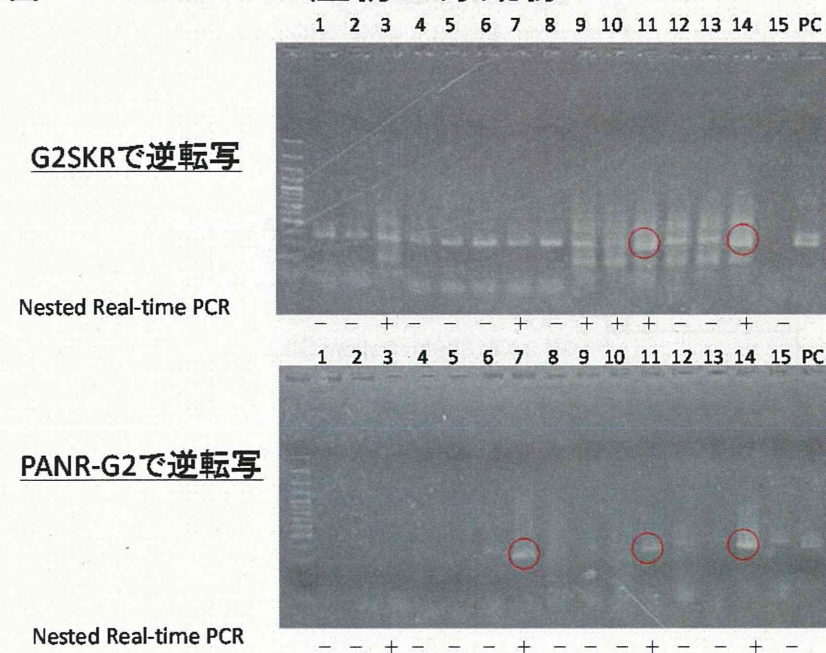 1 2 3 4 5 6 7 8 9 10 11 12 13 14 15 PC
G2SKRで逆転写
Nested Real-time PCR
－ － + － － － + － + + + － － + －
1 2 3 4 5 6 7 8 9 10 11 12 13 14 15 PC
PANR-G2で逆転写
Nested Real-time PCR
－ － + － － － + － － － + － － + －